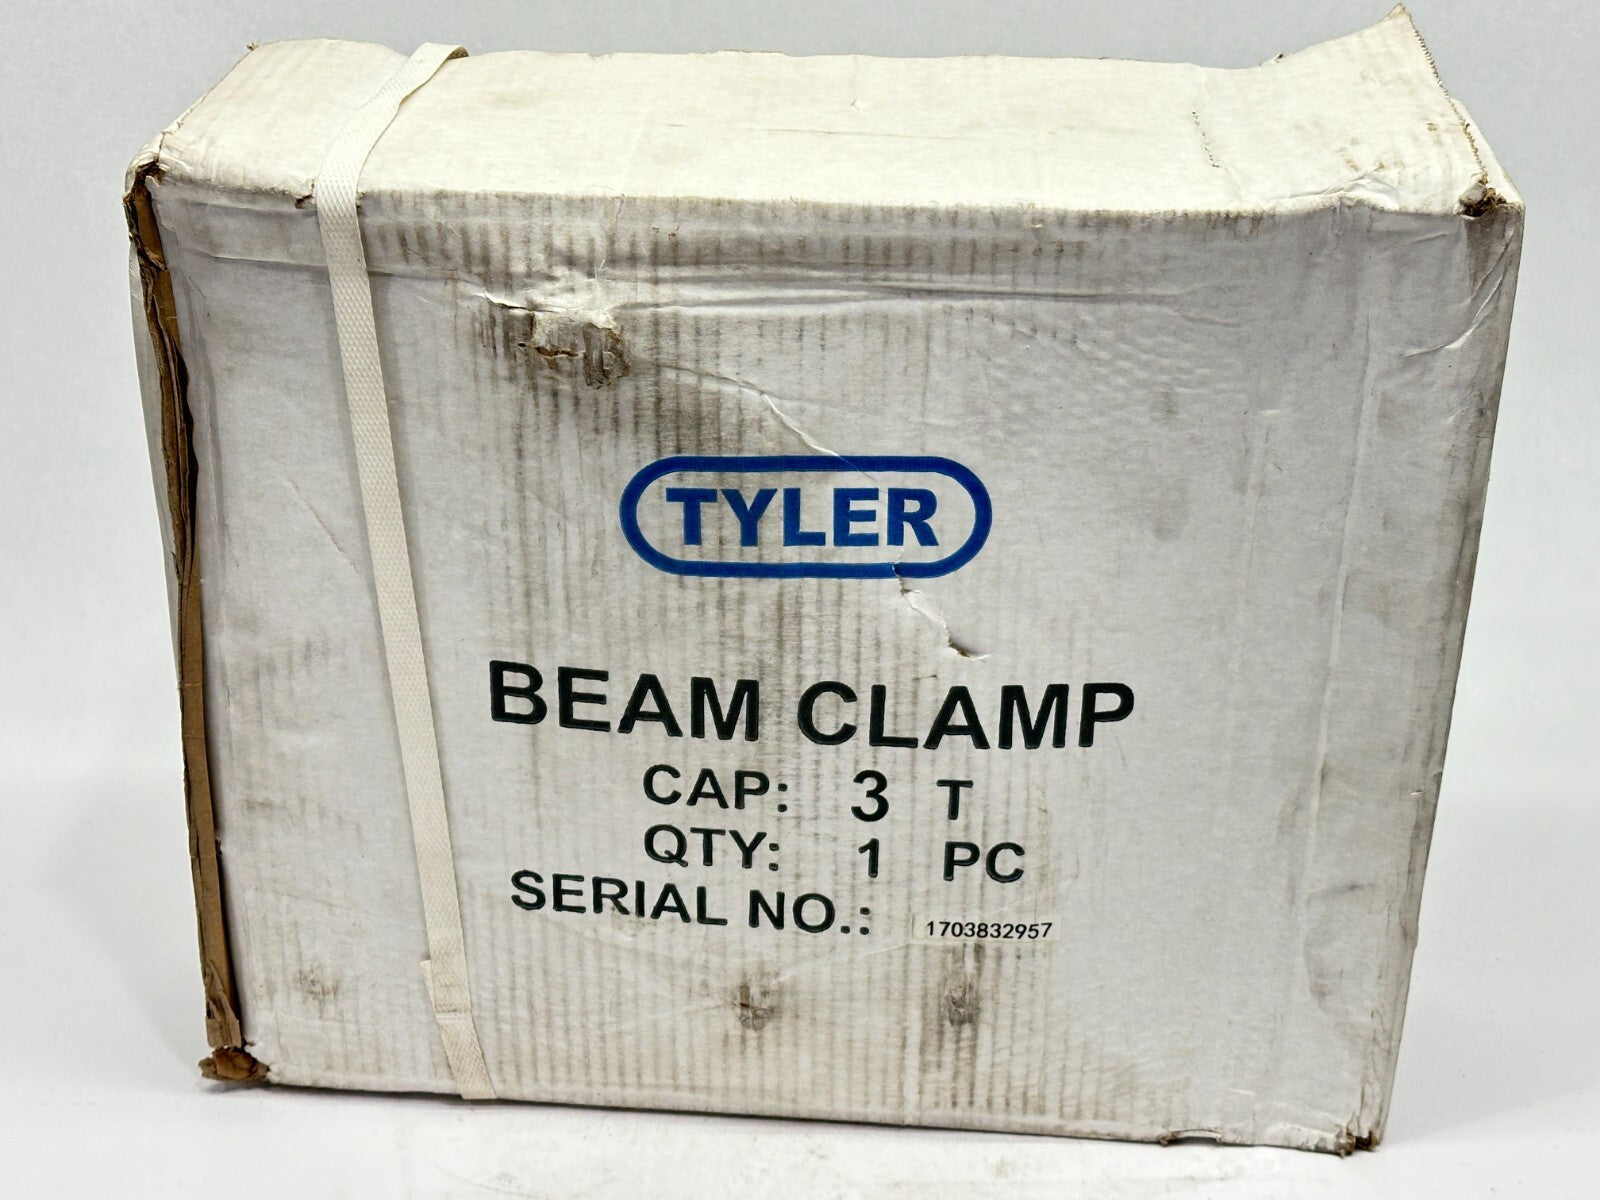 TYLER
BEAM CLAMP
CAP: 3 T
QTY: 1 PC
SERIAL NO.: 1703832957